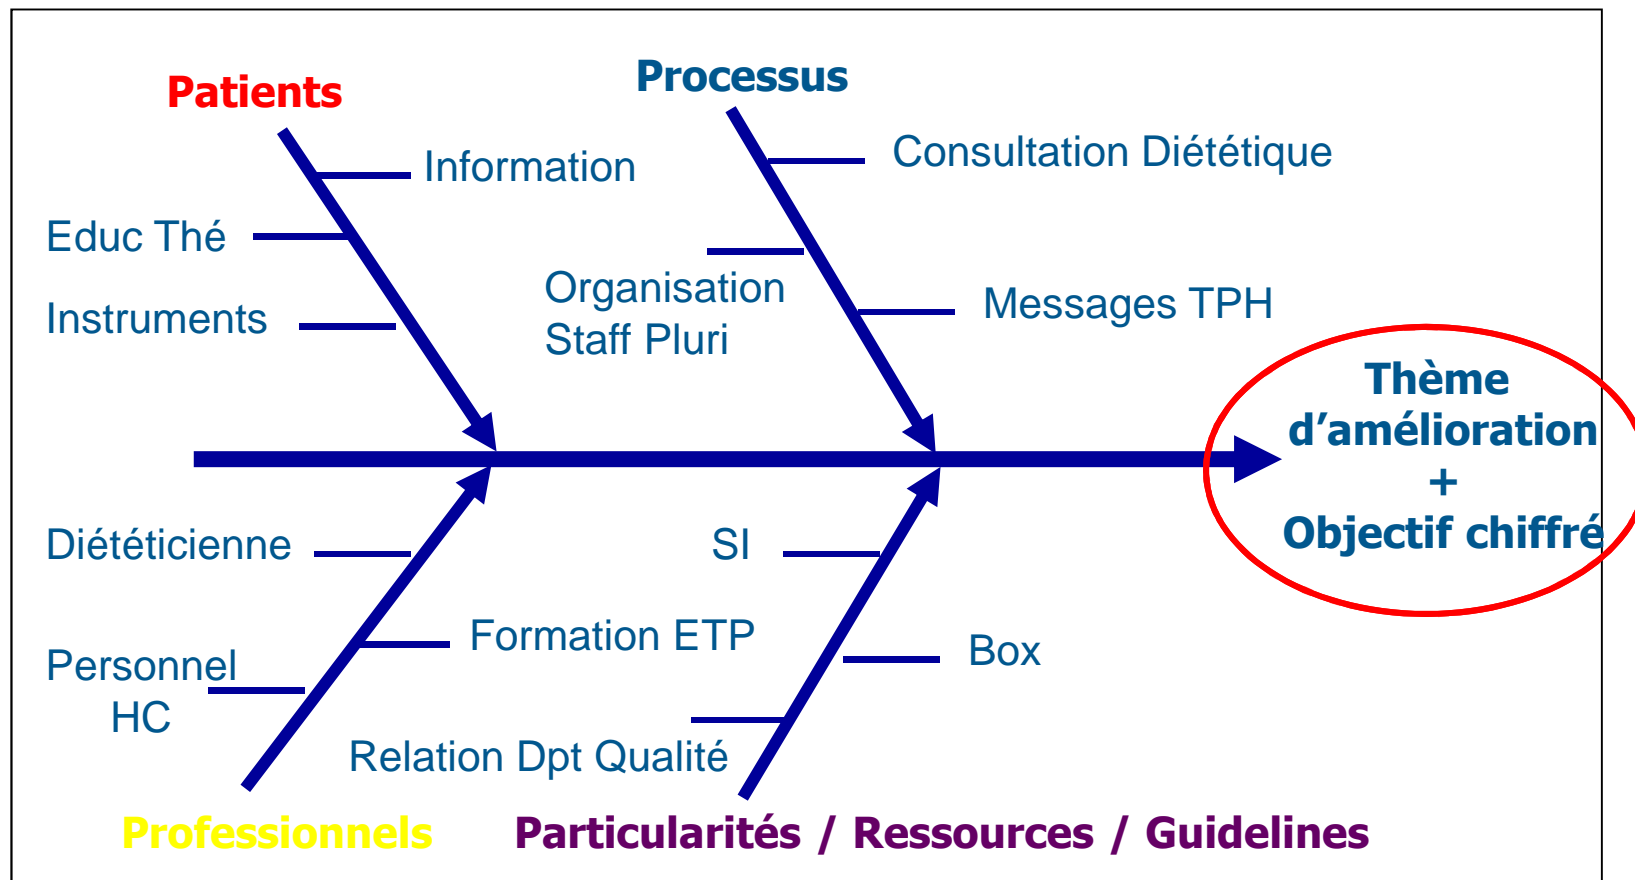 Patients
Processus
Information
Consultation Diététique
Educ Thé
Organisation
Staff Pluri
Instruments
Messages TPH
Thème
d’amélioration
+
Objectif chiffré
Diététicienne
SI
Formation ETP
Box
Personnel
HC
Relation Dpt Qualité
Professionnels
Particularités / Ressources / Guidelines